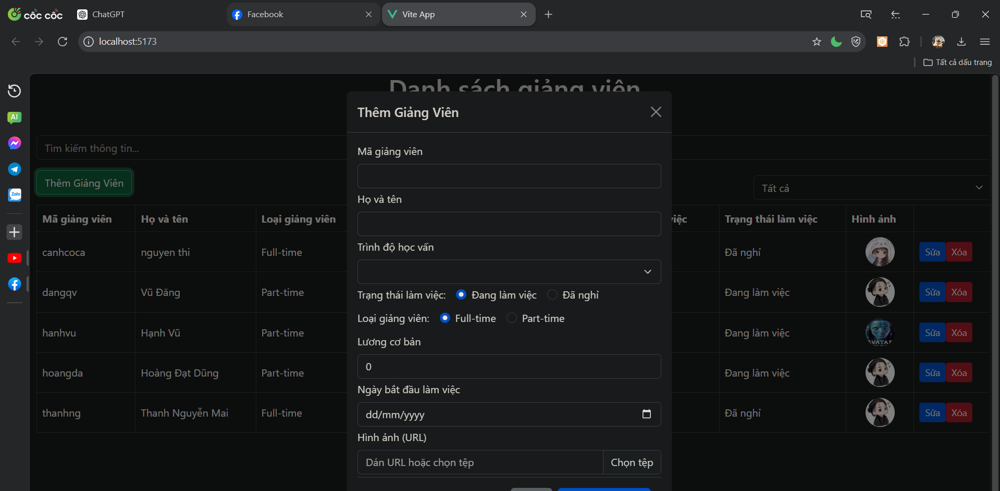 cốc cốc
ChatGPT
Facebook
Vite App
localhost:5173
Tất cả dấu trang
AI
Zalo
Danh sách giảng viên
Thêm Giảng Viên
Mã giảng viên
Họ và tên
Trình độ học vấn
Trạng thái làm việc: Đang làm việc Đã nghỉ
Loại giảng viên: Full-time Part-time
Lương cơ bản
0
Ngày bắt đầu làm việc
dd/mm/yyyy
Hình ảnh (URL)
Dán URL hoặc chọn tệp Chọn tệp
Tìm kiếm thông tin...
Thêm Giảng Viên
Tất cả
Mã giảng viên Họ và tên Loại giảng viên việc Trạng thái làm việc Hình ảnh
canhcoca nguyen thi Full-time Đã nghỉ Sửa Xóa
dangqv Vũ Đăng Part-time Đang làm việc Sửa Xóa
hanhvu Hạnh Vũ Part-time Đang làm việc AVATAR Sửa Xóa
hoangda Hoàng Đạt Dũng Part-time Đang làm việc Sửa Xóa
thanhng Thanh Nguyễn Mai Full-time Đã nghỉ Sửa Xóa